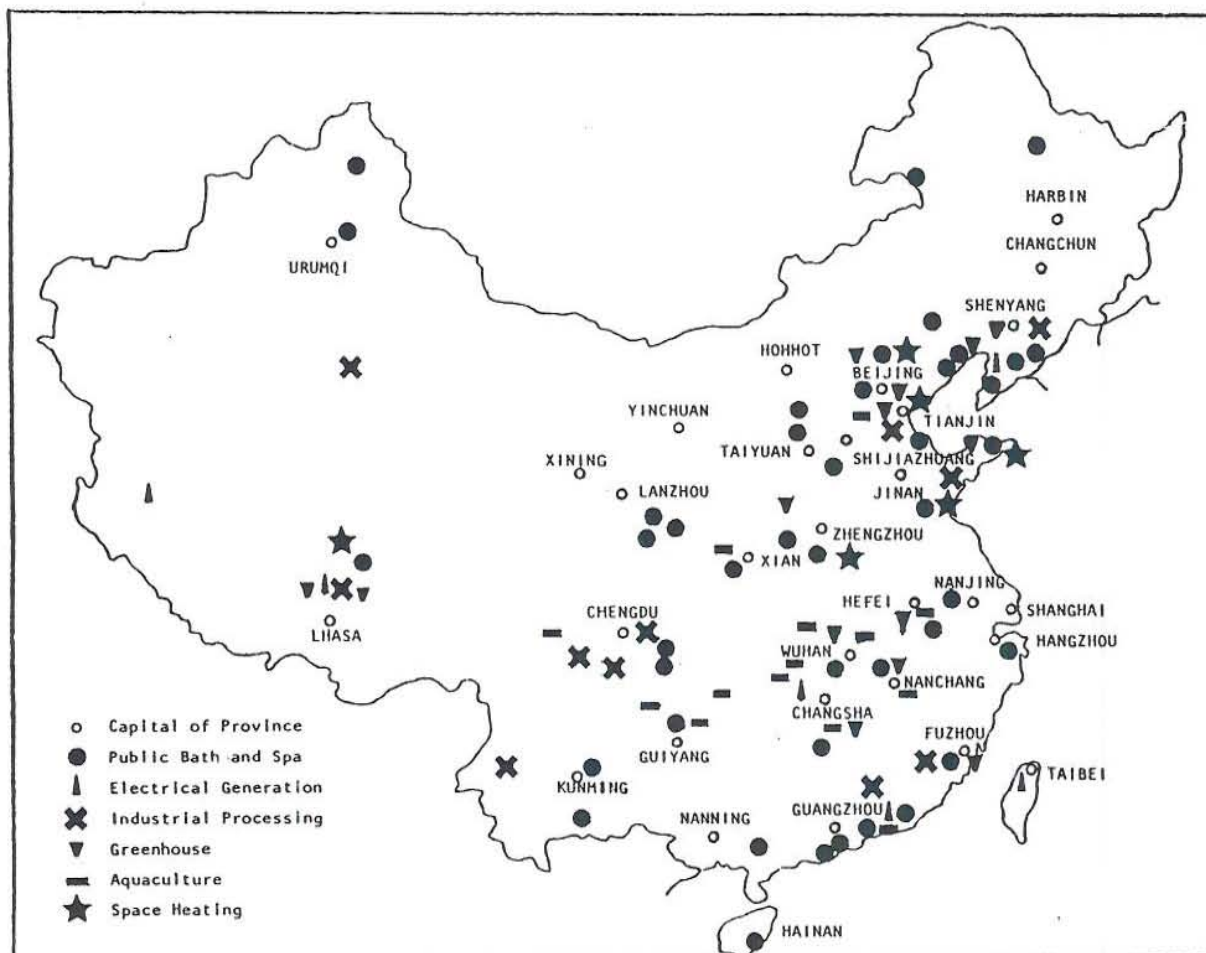 HARBIN
CHANGCHUN
URUMQI
SHENYANG
HOHHOT
BEIJING
YINCHUAN
TIANJIN
TAIYUAN
SHIJIAZHUANG
XINING
LANZHOU
JINAN
ZHENGZHOU
XIAN
NANJING
HEFEI
SHANGHAI
CHENGDU
LHASA
HANGZHOU
WUHAN
NANCHANG
CHANGSHA
Capital of Province
FUZHOU
Public Bath and Spa
GUIYANG
TAIBEI
Electrical Generation
KUNMING
Industrial Processing
NANNING
GUANGZHOU
Greenhouse
Aquaculture
Space Heating
HAINAN